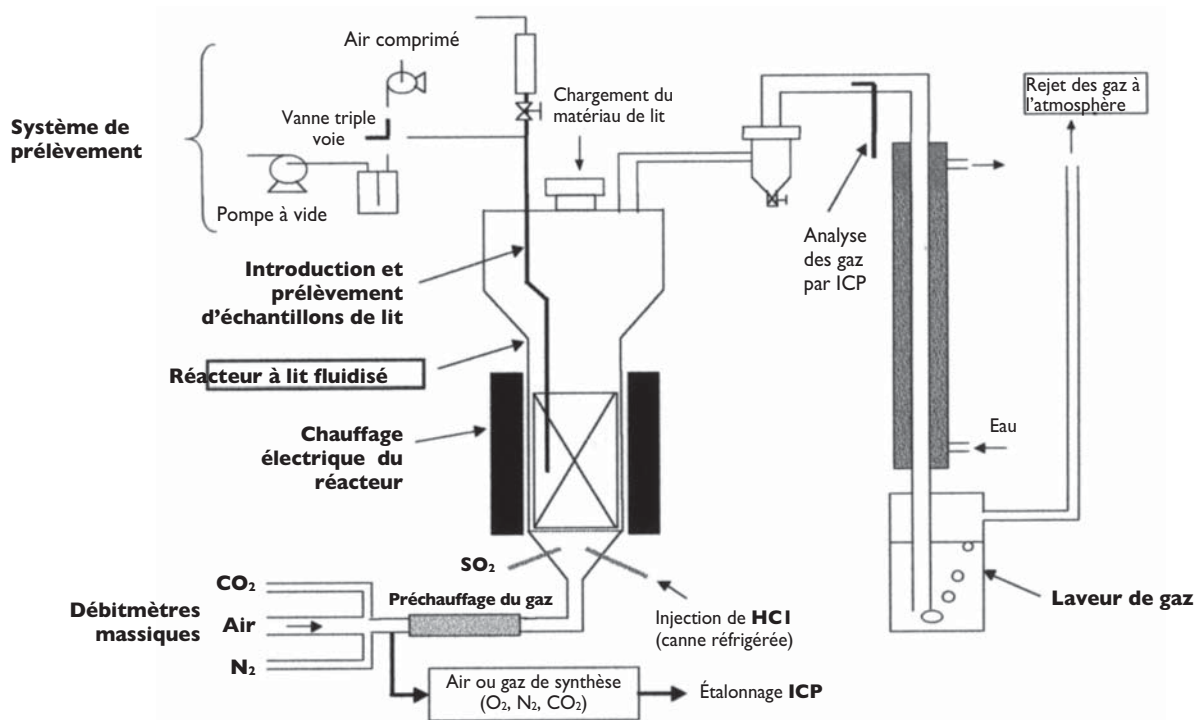 Air comprimé
Système de
prélèvement
Vanne triple
voie
Pompe à vide
Chargement du
matériau de lit
Rejet des gaz à
l'atmosphère
Introduction et
prélèvement
d'échantillons de lit
Analyse
des gaz
par ICP
Réacteur à lit fluidisé
Chauffage
électrique du
réacteur
Eau
SO₂
CO₂
Débitmètres
massiques
Air
N₂
Préchauffage du gaz
Injection de HCl
(canne réfrigérée)
Laveur de gaz
Air ou gaz de synthèse
(O₂, N₂, CO₂)
Étalonnage ICP